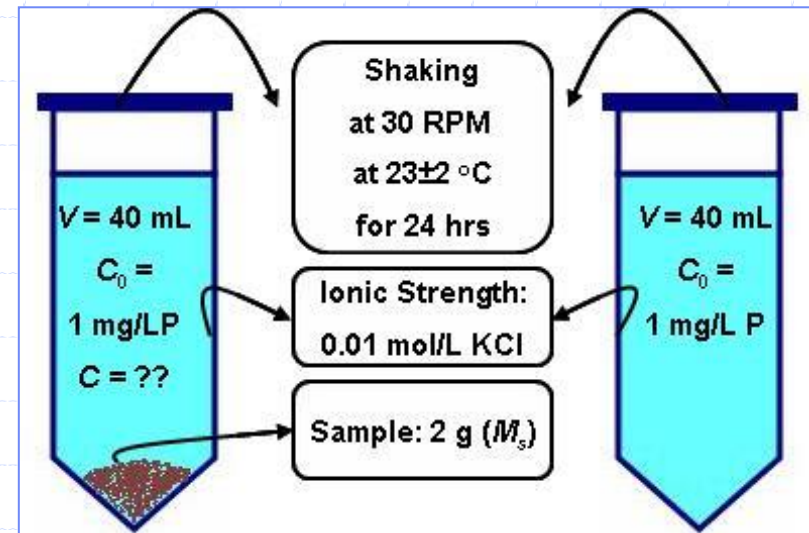 Shaking
at 30 RPM
at 23±2 °C
for 24 hrs
V = 40 mL
C₀ =
1 mg/LP
C = ??
V = 40 mL
C₀ =
1 mg/L P
Ionic Strength:
0.01 mol/L KCl
Sample: 2 g (Mₛ)